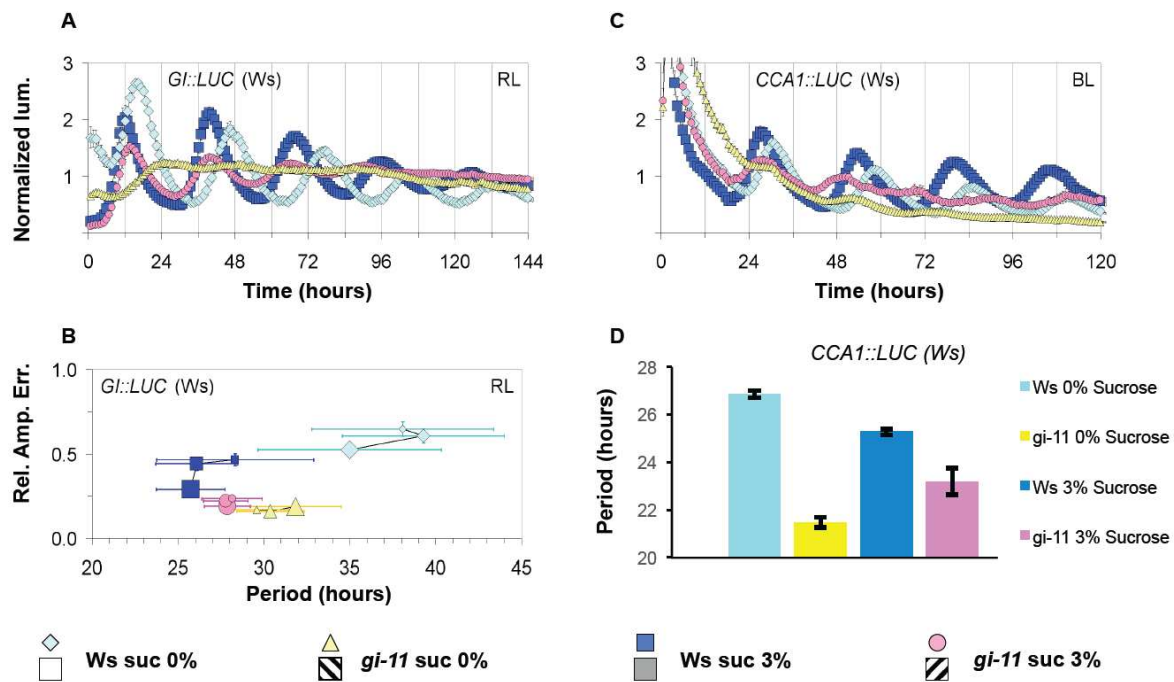 A
Normalized lum.
3
2
1
GI::LUC (Ws)
RL
0 24 48 72 96 120 144
Time (hours)
C
3
2
1
CCA1::LUC (Ws)
BL
0 24 48 72 96 120
Time (hours)
B
Rel. Amp. Err.
1.0
0.5
0.0
GI::LUC (Ws)
RL
20 25 30 35 40 45
Period (hours)
D
CCA1::LUC (Ws)
Period (hours)
28
26
24
22
20
Ws 0% Sucrose
gi-11 0% Sucrose
Ws 3% Sucrose
gi-11 3% Sucrose
Ws suc 0%
gi-11 suc 0%
Ws suc 3%
gi-11 suc 3%